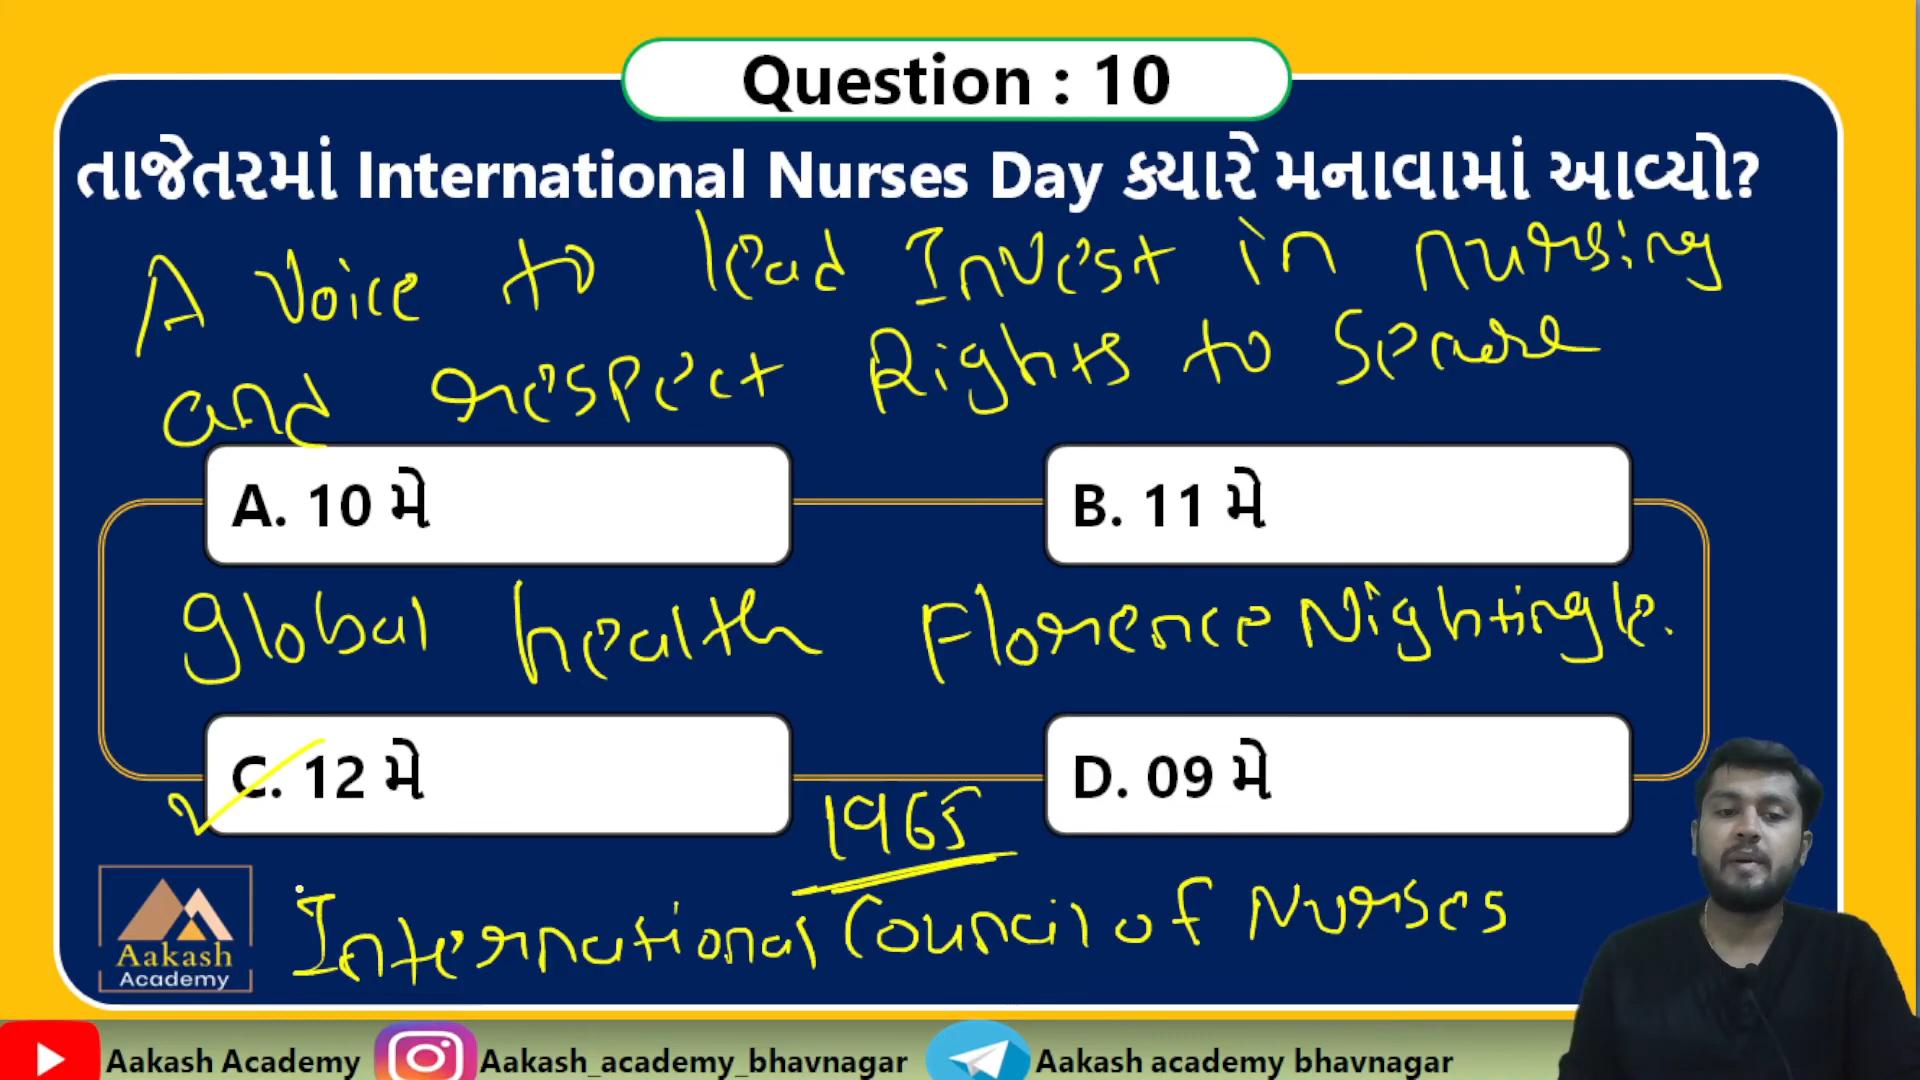 Question : 10
તાજેતરમાં International Nurses Day ક્યારે મનાવામાં આવ્યો?
A Voice to lead Invest in nursing
and respect Rights to
A. 10 મે
B. 11 મે
global health Florence Nightingle.
C. 12 મે
D. 09 મે
1965
International Council of Nurses
Aakash
Academy
Aakash Academy
Aakash_academy_bhavnagar
Aakash academy bhavnagar